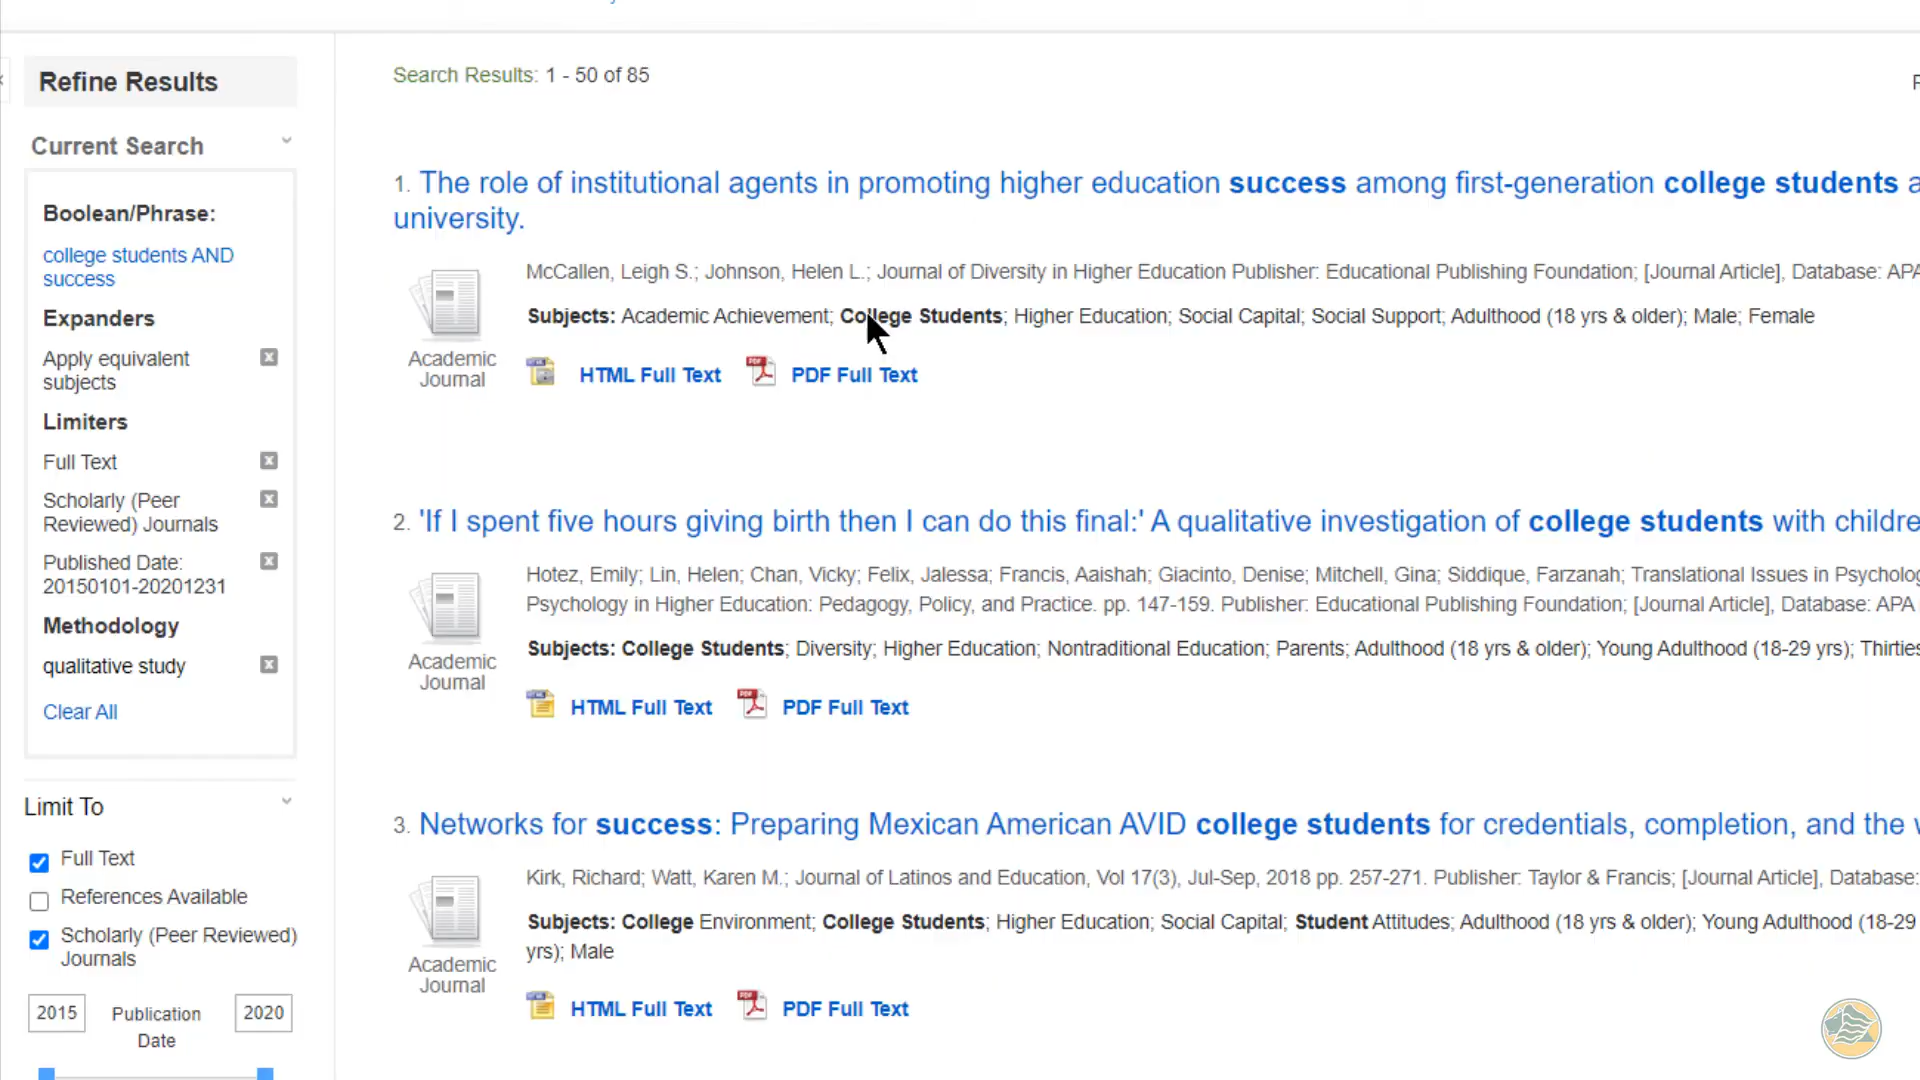 Refine Results
Current Search
Boolean/Phrase:
college students AND
success
Expanders
Apply equivalent
subjects
Limiters
Full Text
Scholarly (Peer
Reviewed) Journals
Published Date:
20150101-20201231
Methodology
qualitative study
Clear All
Limit To
Full Text
References Available
Scholarly (Peer Reviewed)
Journals
2015
Publication
Date
2020
Search Results: 1 - 50 of 85
1. The role of institutional agents in promoting higher education success among first-generation college students a
university.
Academic
Journal
McCallen, Leigh S.; Johnson, Helen L.; Journal of Diversity in Higher Education Publisher: Educational Publishing Foundation; [Journal Article], Database: APA
Subjects: Academic Achievement; College Students; Higher Education; Social Capital; Social Support; Adulthood (18 yrs & older); Male; Female
HTML Full Text PDF Full Text
2. 'If I spent five hours giving birth then I can do this final:' A qualitative investigation of college students with childre
Academic
Journal
Hotez, Emily; Lin, Helen; Chan, Vicky; Felix, Jalessa; Francis, Aaishah; Giacinto, Denise; Mitchell, Gina; Siddique, Farzanah; Translational Issues in Psycholog
Psychology in Higher Education: Pedagogy, Policy, and Practice. pp. 147-159. Publisher: Educational Publishing Foundation; [Journal Article], Database: APA
Subjects: College Students; Diversity; Higher Education; Nontraditional Education; Parents; Adulthood (18 yrs & older); Young Adulthood (18-29 yrs); Thirties
HTML Full Text PDF Full Text
3. Networks for success: Preparing Mexican American AVID college students for credentials, completion, and the w
Academic
Journal
Kirk, Richard; Watt, Karen M.; Journal of Latinos and Education, Vol 17(3), Jul-Sep, 2018 pp. 257-271. Publisher: Taylor & Francis; [Journal Article], Database:
Subjects: College Environment; College Students; Higher Education; Social Capital; Student Attitudes; Adulthood (18 yrs & older); Young Adulthood (18-29
yrs); Male
HTML Full Text PDF Full Text